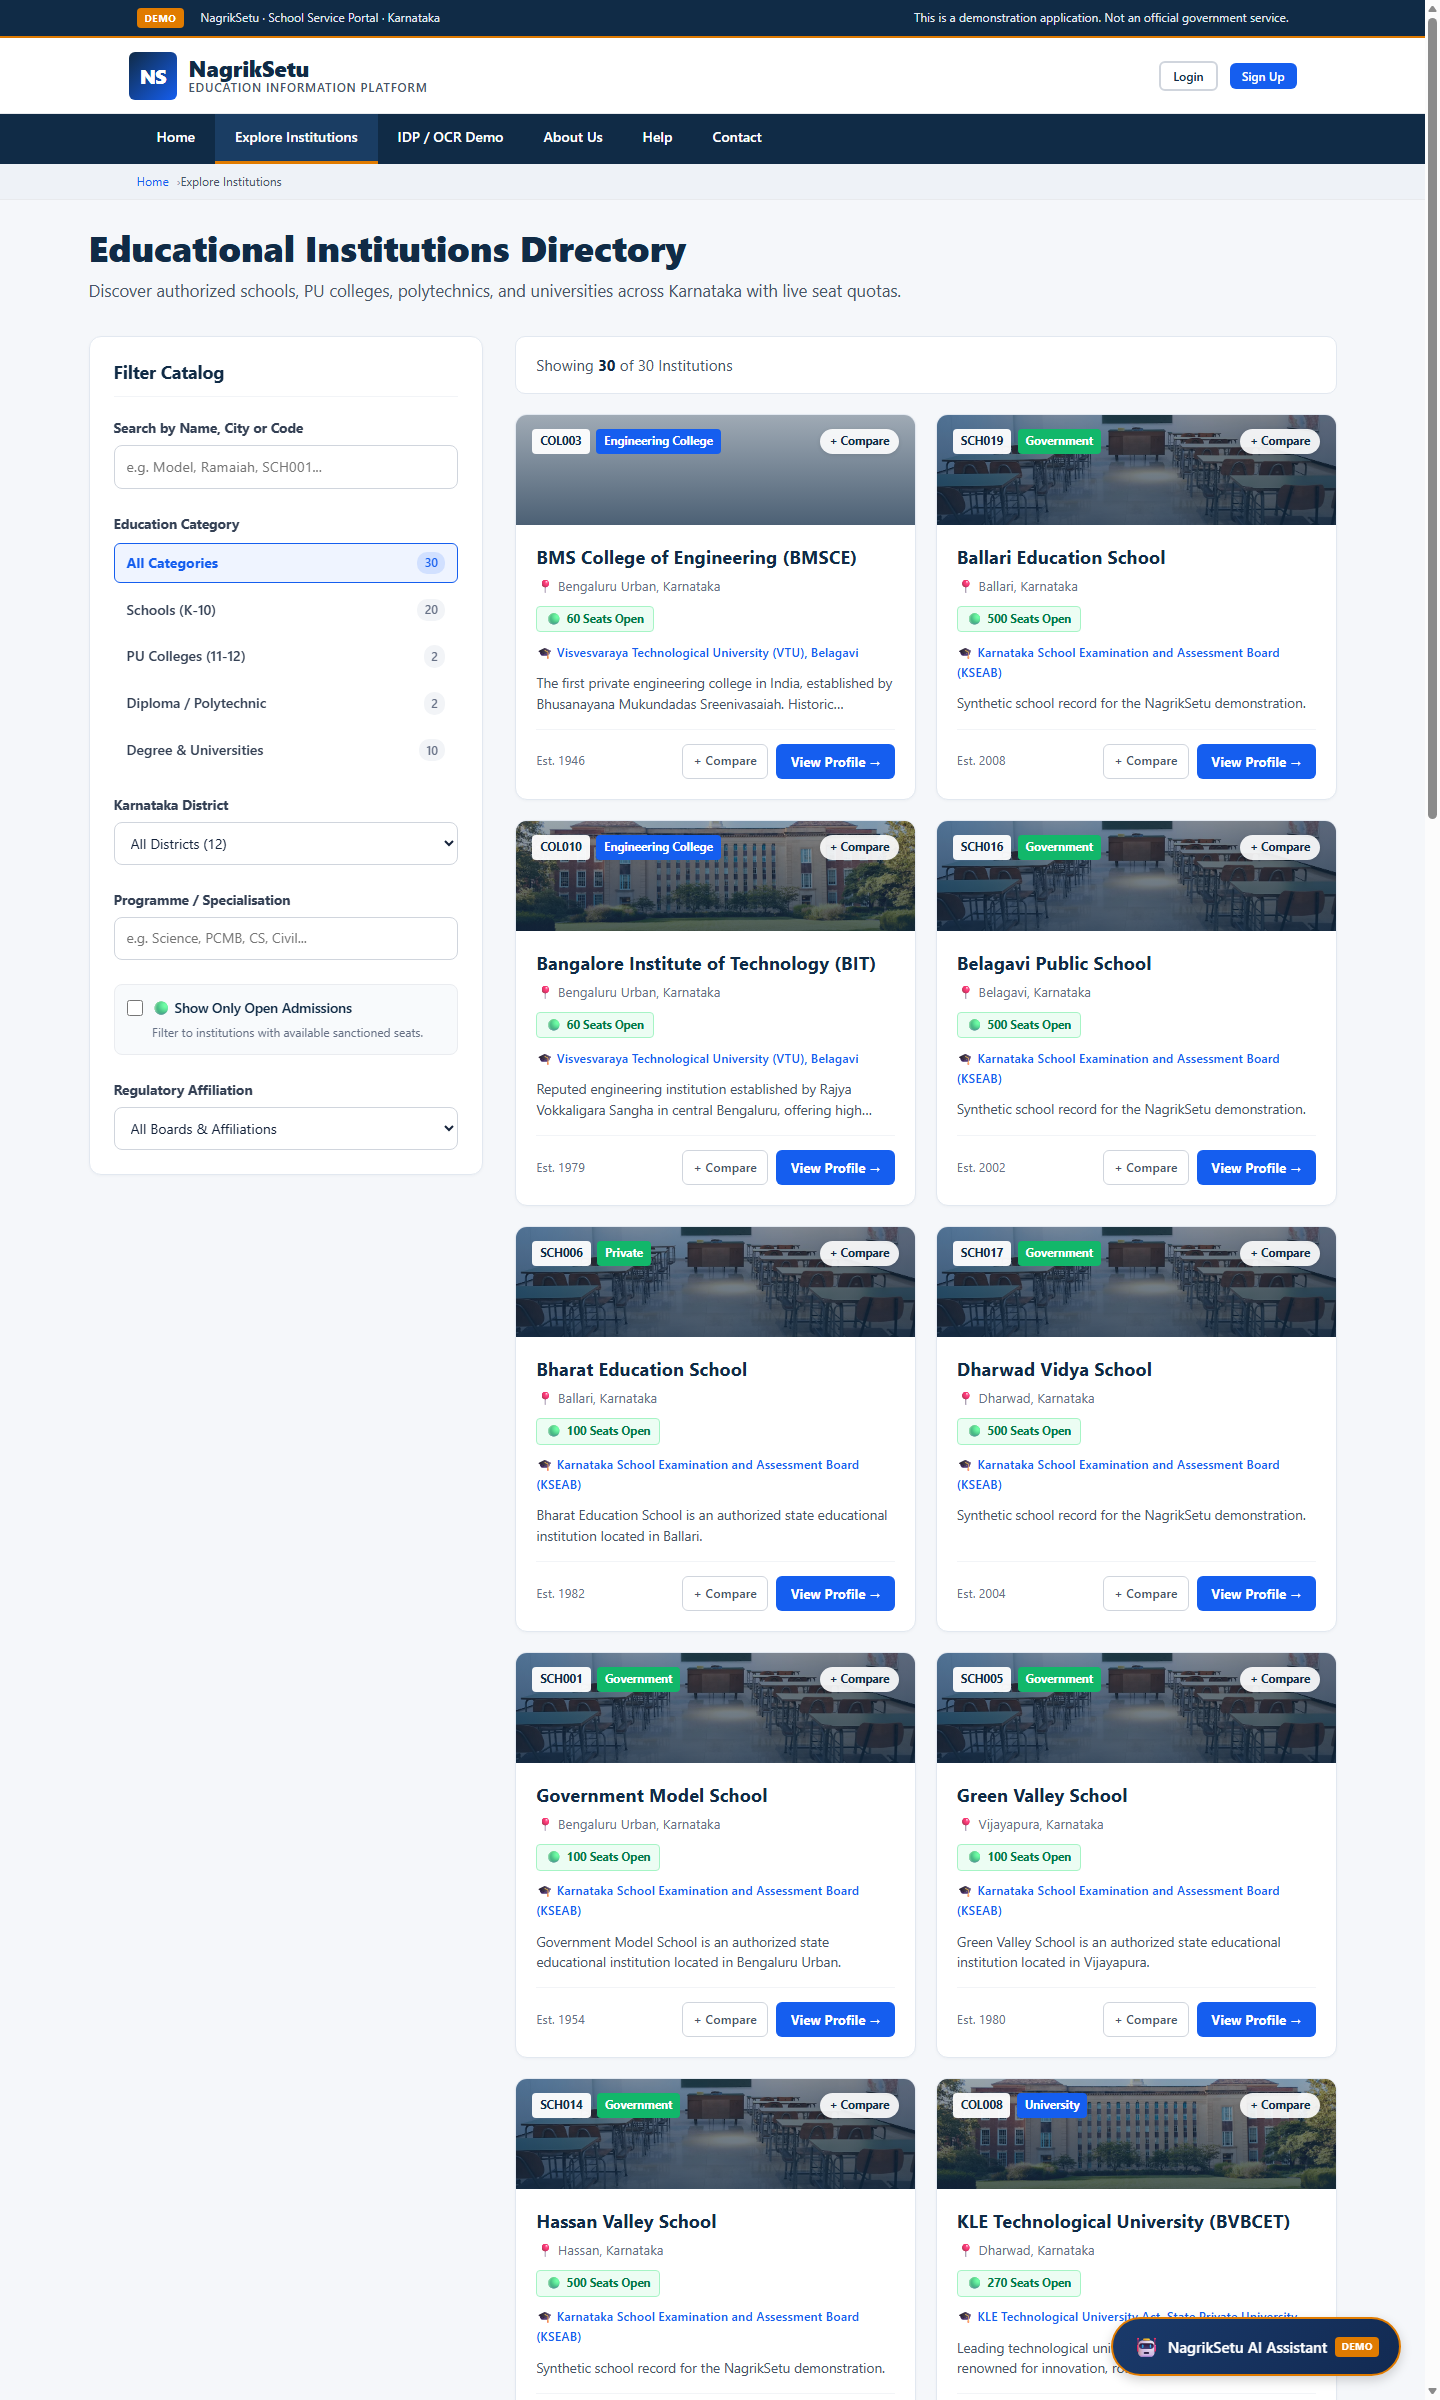 DEMO NagrikSetu · School Service Portal · Karnataka
This is a demonstration application. Not an official government service.
NS
NagrikSetu
EDUCATION INFORMATION PLATFORM
Login
Sign Up
Home
Explore Institutions
IDP / OCR Demo
About Us
Help
Contact
Home ›Explore Institutions
Educational Institutions Directory
Discover authorized schools, PU colleges, polytechnics, and universities across Karnataka with live seat quotas.
Filter Catalog
Search by Name, City or Code
e.g. Model, Ramaiah, SCH001...
Education Category
All Categories 30
Schools (K-10) 20
PU Colleges (11-12) 2
Diploma / Polytechnic 2
Degree & Universities 10
Karnataka District
All Districts (12)
Programme / Specialisation
e.g. Science, PCMB, CS, Civil...
Show Only Open Admissions
Filter to institutions with available sanctioned seats.
Regulatory Affiliation
All Boards & Affiliations
Showing 30 of 30 Institutions
COL003 Engineering College + Compare
BMS College of Engineering (BMSCE)
Bengaluru Urban, Karnataka
60 Seats Open
Visvesvaraya Technological University (VTU), Belagavi
The first private engineering college in India, established by
Bhusanayana Mukundadas Sreenivasaiah. Historic...
Est. 1946 + Compare View Profile →
SCH019 Government + Compare
Ballari Education School
Ballari, Karnataka
500 Seats Open
Karnataka School Examination and Assessment Board
(KSEAB)
Synthetic school record for the NagrikSetu demonstration.
Est. 2008 + Compare View Profile →
COL010 Engineering College + Compare
Bangalore Institute of Technology (BIT)
Bengaluru Urban, Karnataka
60 Seats Open
Visvesvaraya Technological University (VTU), Belagavi
Reputed engineering institution established by Rajya
Vokkaligara Sangha in central Bengaluru, offering high...
Est. 1979 + Compare View Profile →
SCH016 Government + Compare
Belagavi Public School
Belagavi, Karnataka
500 Seats Open
Karnataka School Examination and Assessment Board
(KSEAB)
Synthetic school record for the NagrikSetu demonstration.
Est. 2002 + Compare View Profile →
SCH006 Private + Compare
Bharat Education School
Ballari, Karnataka
100 Seats Open
Karnataka School Examination and Assessment Board
(KSEAB)
Bharat Education School is an authorized state educational
institution located in Ballari.
Est. 1982 + Compare View Profile →
SCH017 Government + Compare
Dharwad Vidya School
Dharwad, Karnataka
500 Seats Open
Karnataka School Examination and Assessment Board
(KSEAB)
Synthetic school record for the NagrikSetu demonstration.
Est. 2004 + Compare View Profile →
SCH001 Government + Compare
Government Model School
Bengaluru Urban, Karnataka
100 Seats Open
Karnataka School Examination and Assessment Board
(KSEAB)
Government Model School is an authorized state
educational institution located in Bengaluru Urban.
Est. 1954 + Compare View Profile →
SCH005 Government + Compare
Green Valley School
Vijayapura, Karnataka
100 Seats Open
Karnataka School Examination and Assessment Board
(KSEAB)
Green Valley School is an authorized state educational
institution located in Vijayapura.
Est. 1980 + Compare View Profile →
SCH014 Government + Compare
Hassan Valley School
Hassan, Karnataka
500 Seats Open
Karnataka School Examination and Assessment Board
(KSEAB)
Synthetic school record for the NagrikSetu demonstration.
COL008 University + Compare
KLE Technological University (BVBCET)
Dharwad, Karnataka
270 Seats Open
KLE Technological University Act, State Private University
Leading technological
renowned for innovation,
NagrikSetu AI Assistant DEMO